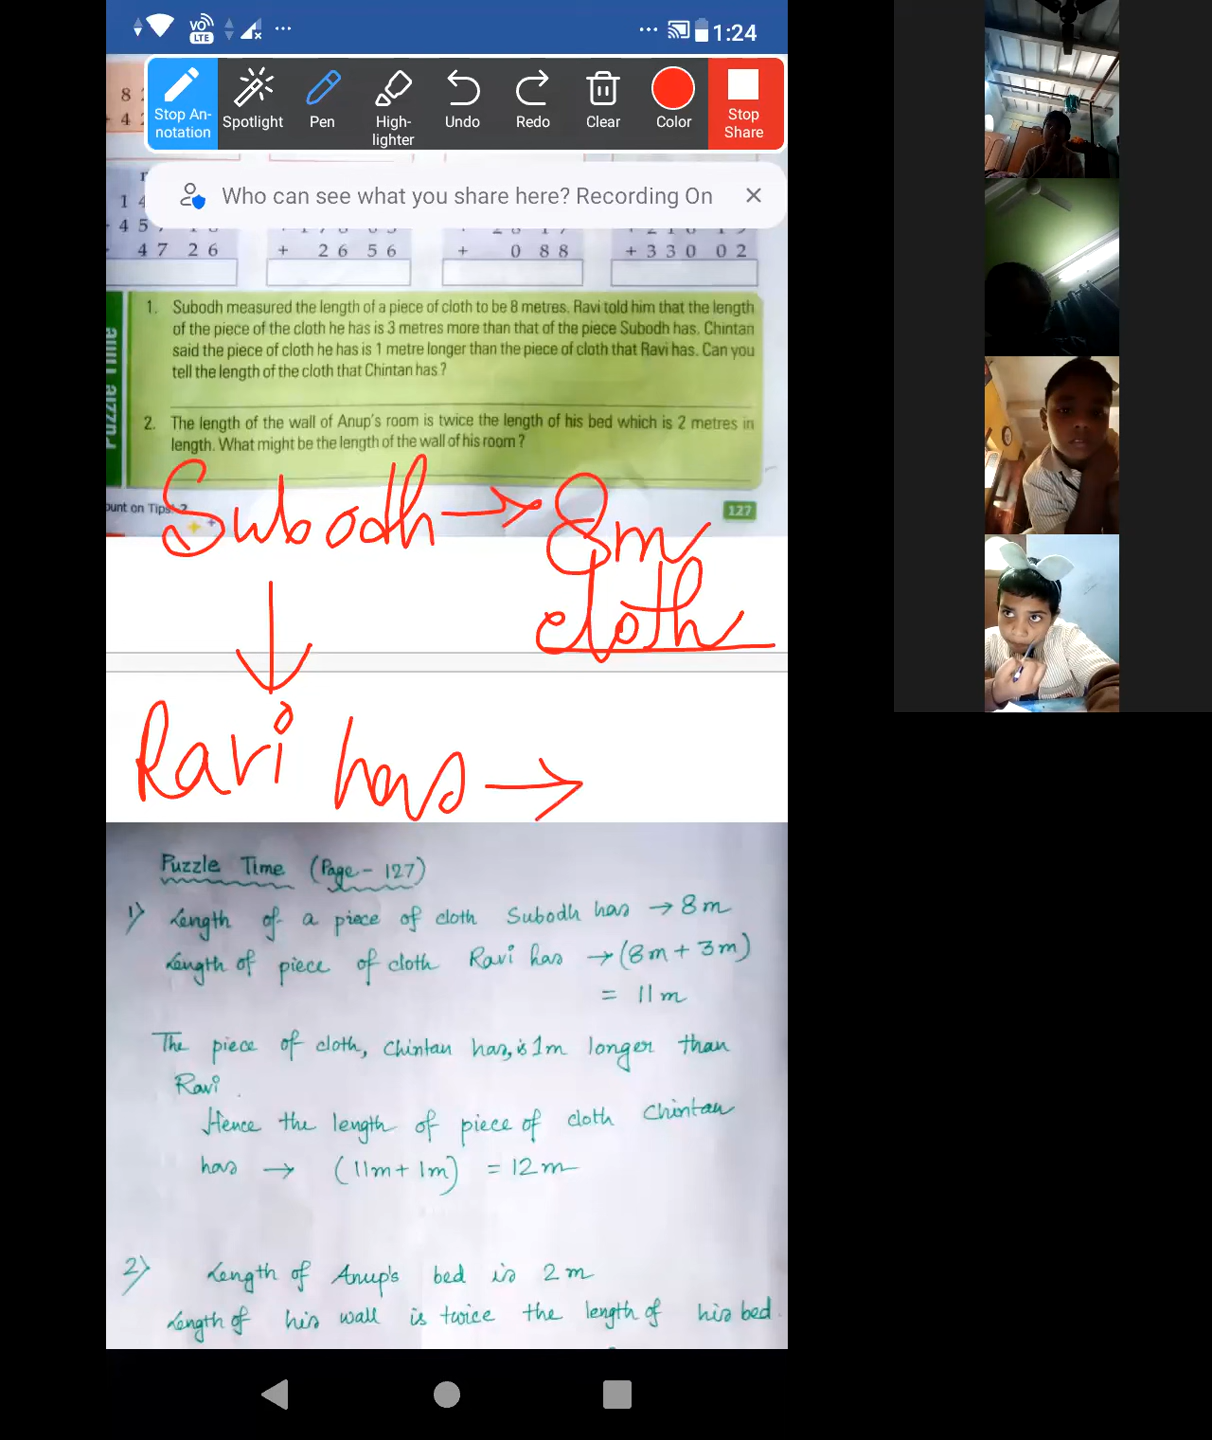 VO
LTE
1:24
Stop An-
notation
Spotlight
Pen
High-
lighter
Undo
Redo
Clear
Color
Stop
Share
Who can see what you share here? Recording On
4 7 2 6
+ 2 6 5 6
+ 0 8 8
+ 3 3 0 0 2
Puzzle Time
1. Subodh measured the length of a piece of cloth to be 8 metres. Ravi told him that the length
of the piece of the cloth he has is 3 metres more than that of the piece Subodh has. Chintan
said the piece of cloth he has is 1 metre longer than the piece of cloth that Ravi has. Can you
tell the length of the cloth that Chintan has?
2. The length of the wall of Anup's room is twice the length of his bed which is 2 metres in
length. What might be the length of the wall of his room?
ount on Tips-2
127
Subodh → 8m
cloth
Ravi has →
Puzzle Time (Page - 127)
1) Length of a piece of cloth Subodh has → 8m
Length of piece of cloth Ravi has → (8m + 3m)
= 11m
The piece of cloth, Chintan has, is 1m longer than
Ravi.
Hence the length of piece of cloth Chintan
has → (11m + 1m) = 12m
2) Length of Anup's bed is 2m
Length of his wall is twice the length of his bed.